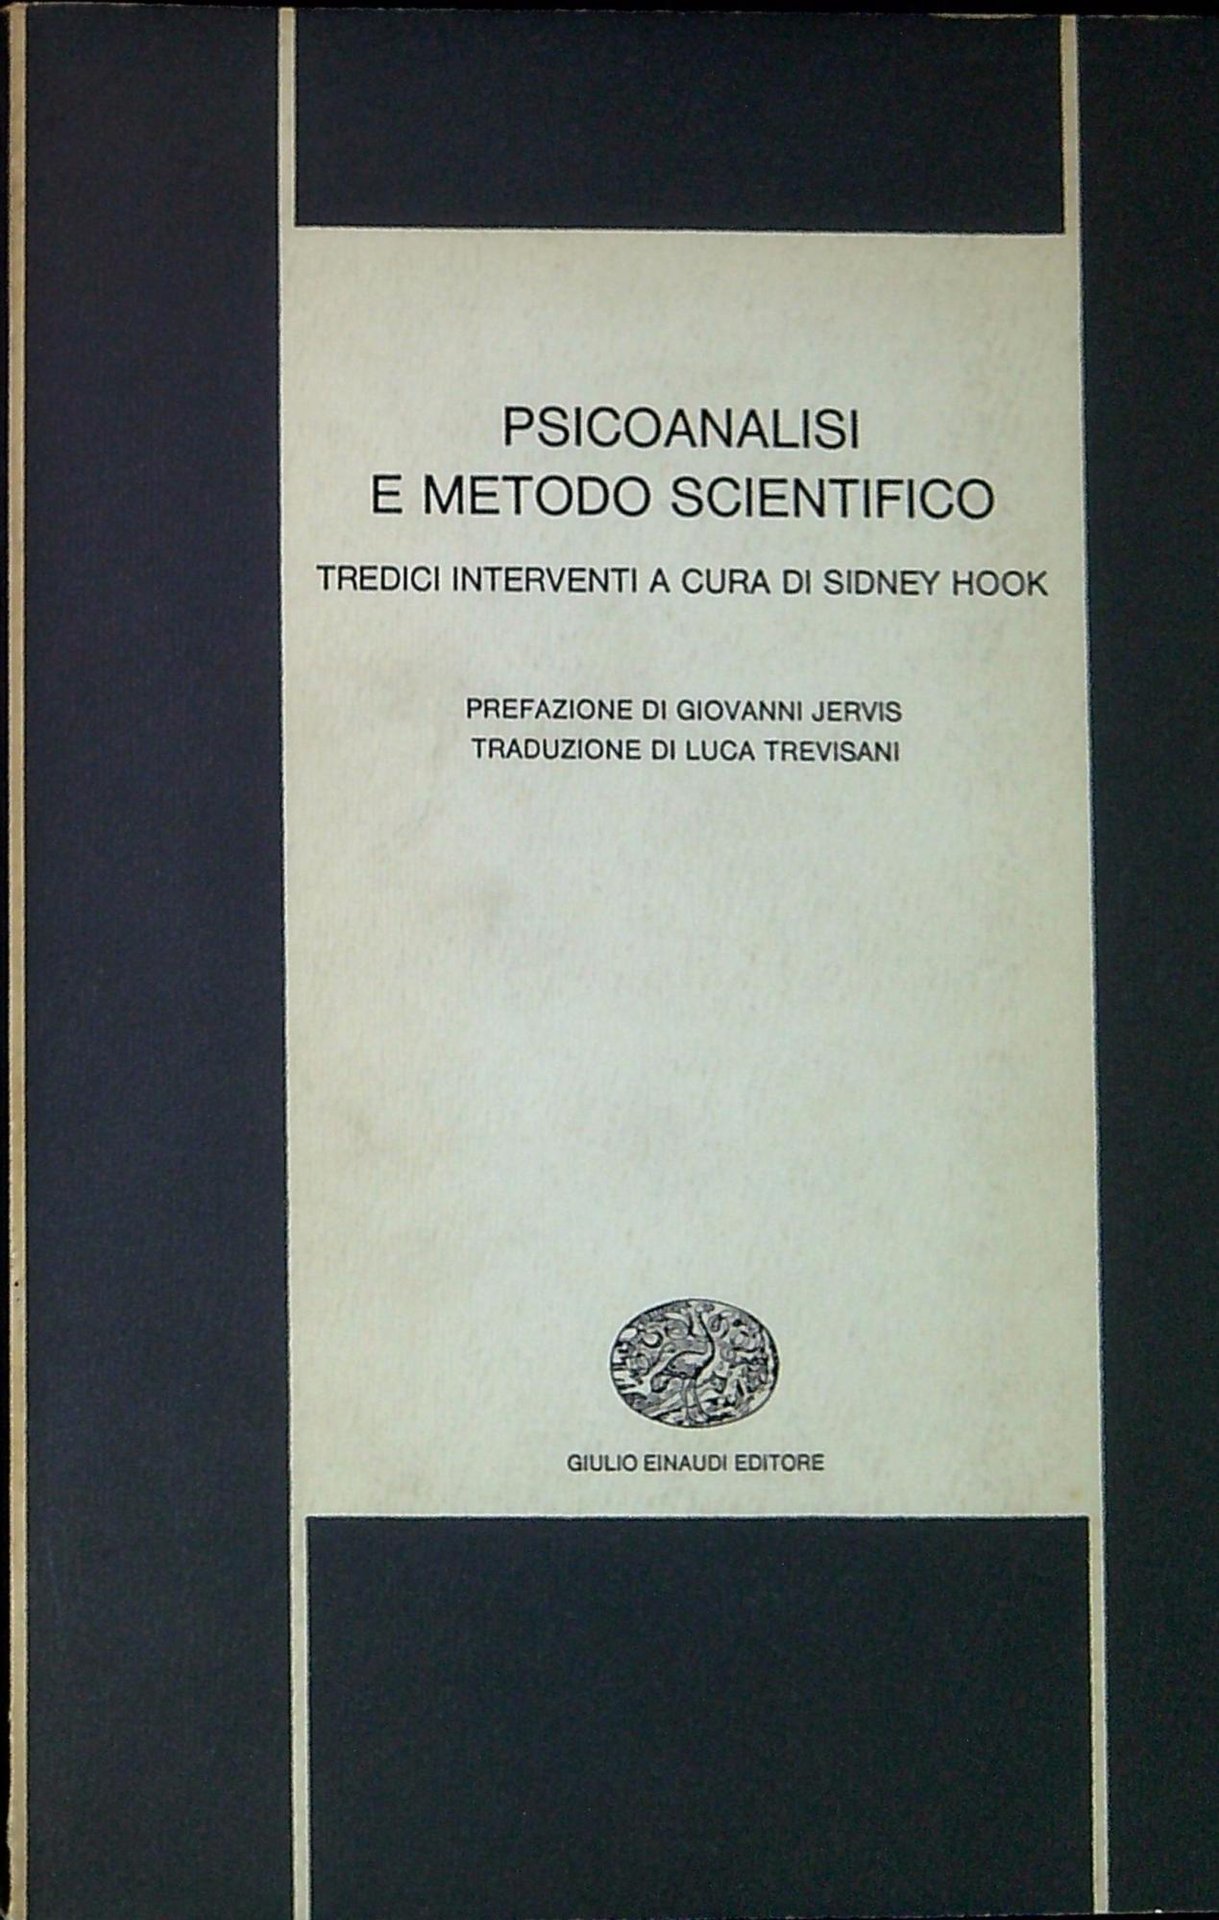 PSICOANALISI
E METODO SCIENTIFICO
TREDICI INTERVENTI A CURA DI SIDNEY HOOK
PREFAZIONE DI GIOVANNI JERVIS
TRADUZIONE DI LUCA TREVISANI
GIULIO EINAUDI EDITORE